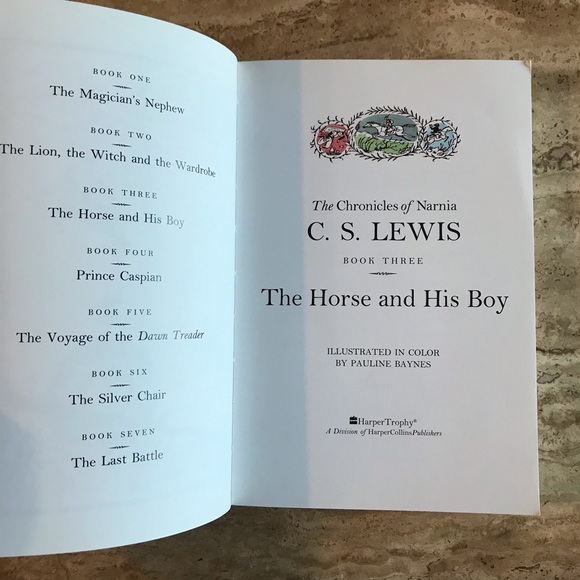 BOOK ONE
The Magician's Nephew
BOOK TWO
The Lion, the Witch and the Wardrobe
BOOK THREE
The Horse and His Boy
BOOK FOUR
Prince Caspian
BOOK FIVE
The Voyage of the Dawn Treader
BOOK SIX
The Silver Chair
BOOK SEVEN
The Last Battle
The Chronicles of Narnia
C. S. LEWIS
BOOK THREE
The Horse and His Boy
ILLUSTRATED IN COLOR
BY PAULINE BAYNES
HarperTrophy®
A Division of HarperCollinsPublishers